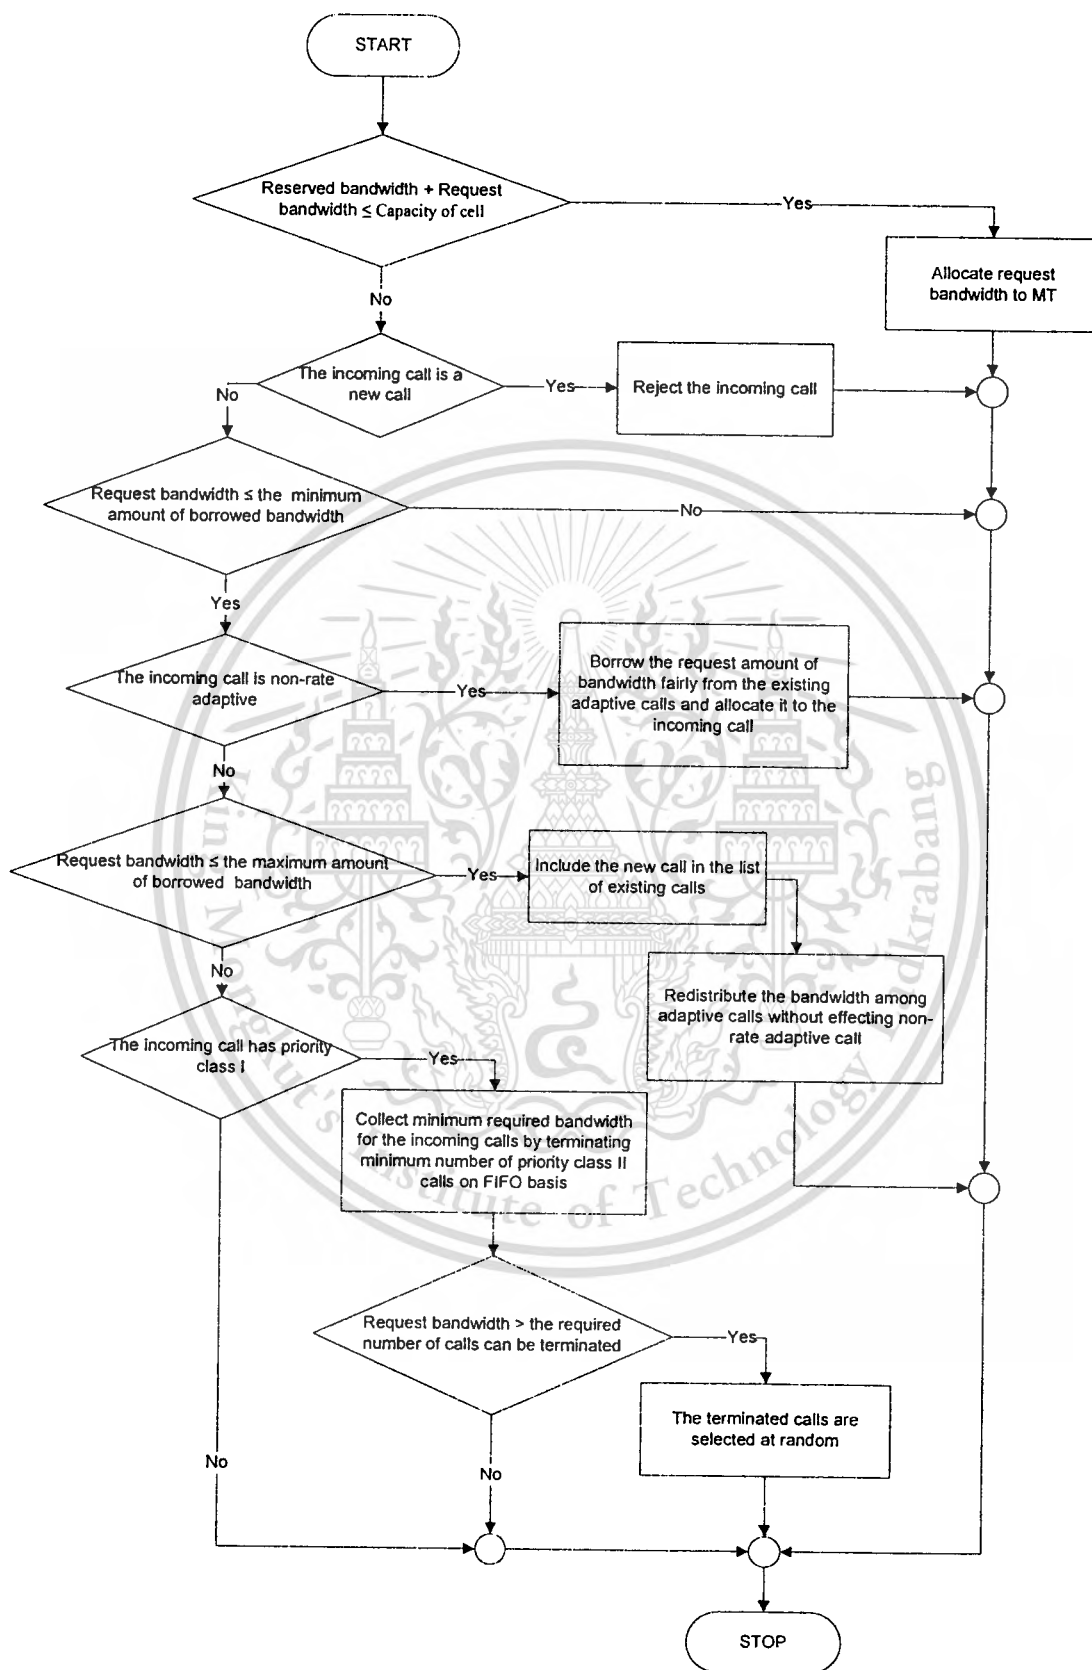 START
Reserved bandwidth + Request
bandwidth ≤ Capacity of cell
Yes
Allocate request
bandwidth to MT
No
The incoming call is a
new call
Yes
Reject the incoming call
No
Request bandwidth ≤ the minimum
amount of borrowed bandwidth
No
Yes
The incoming call is non-rate
adaptive
Yes
Borrow the request amount of
bandwidth fairly from the existing
adaptive calls and allocate it to the
incoming call
No
Request bandwidth ≤ the maximum amount
of borrowed bandwidth
Yes
Include the new call in the list
of existing calls
No
Redistribute the bandwidth among
adaptive calls without effecting non-
rate adaptive call
The incoming call has priority
class I
Yes
Collect minimum required bandwidth
for the incoming calls by terminating
minimum number of priority class II
calls on FIFO basis
Request bandwidth > the required
number of calls can be terminated
Yes
The terminated calls are
selected at random
No
No
STOP
King Mongkut's Institute of Technology Ladkrabang